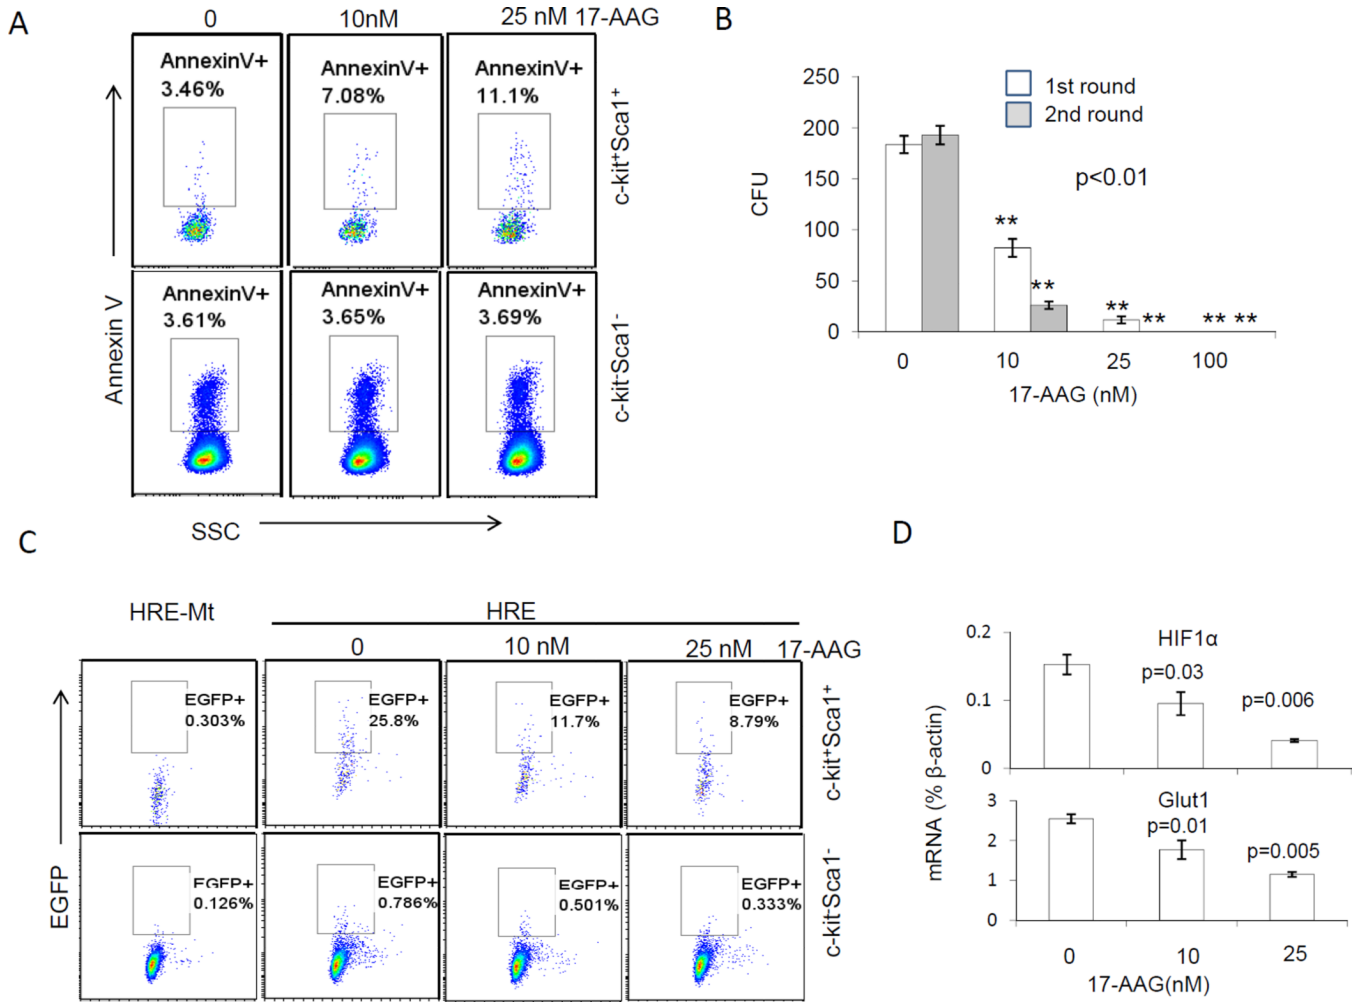 A
0 10nM 25 nM 17-AAG
AnnexinV+
3.46%
AnnexinV+
7.08%
AnnexinV+
11.1%
c-kit⁺Sca1⁺
AnnexinV+
3.61%
AnnexinV+
3.65%
AnnexinV+
3.69%
c-kit⁻Sca1⁻
Annexin V
SSC
B
250
200
150
100
50
0
CFU
1st round
2nd round
p<0.01
**
**
**
**
** **
0 10 25 100
17-AAG (nM)
C
HRE-Mt HRE
0 10 nM 25 nM 17-AAG
EGFP+
0.303%
EGFP+
25.8%
EGFP+
11.7%
EGFP+
8.79%
c-kit⁺Sca1⁺
EGFP+
0.126%
EGFP+
0.786%
EGFP+
0.501%
EGFP+
0.333%
c-kit⁻Sca1⁻
EGFP
D
0.2
0.1
0
HIF1α
p=0.03
p=0.006
3
2
1
0
Glut1
p=0.01
p=0.005
mRNA (% β-actin)
0 10 25
17-AAG(nM)